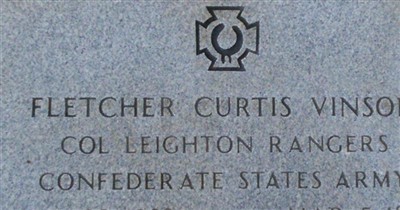 FLETCHER CURTIS VINSO
COL LEIGHTON RANGERS
CONFEDERATE STATES ARMY